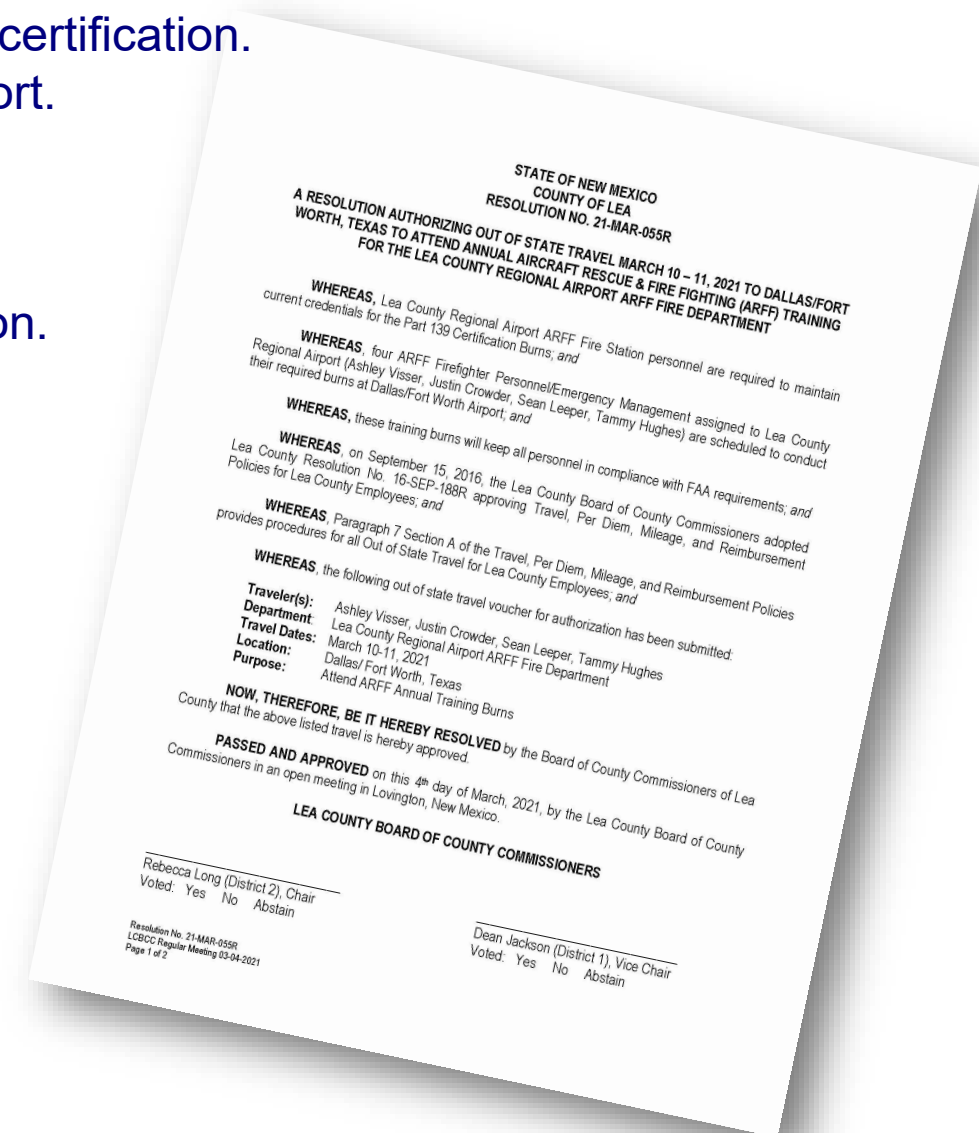 certification.
ort.
on.
STATE OF NEW MEXICO
COUNTY OF LEA
RESOLUTION NO. 21-MAR-055R
A RESOLUTION AUTHORIZING OUT OF STATE TRAVEL MARCH 10 – 11, 2021 TO DALLAS/FORT
WORTH, TEXAS TO ATTEND ANNUAL AIRCRAFT RESCUE & FIRE FIGHTING (ARFF) TRAINING
FOR THE LEA COUNTY REGIONAL AIRPORT ARFF FIRE DEPARTMENT
WHEREAS, Lea County Regional Airport ARFF Fire Station personnel are required to maintain
current credentials for the Part 139 Certification Burns; and
WHEREAS, four ARFF Firefighter Personnel/Emergency Management assigned to Lea County
Regional Airport (Ashley Visser, Justin Crowder, Sean Leeper, Tammy Hughes) are scheduled to conduct
their required burns at Dallas/Fort Worth Airport; and
WHEREAS, these training burns will keep all personnel in compliance with FAA requirements; and
WHEREAS, on September 15, 2016, the Lea County Board of County Commissioners adopted
Lea County Resolution No. 16-SEP-188R approving Travel, Per Diem, Mileage, and Reimbursement
Policies for Lea County Employees; and
WHEREAS, Paragraph 7 Section A of the Travel, Per Diem, Mileage, and Reimbursement Policies
provides procedures for all Out of State Travel for Lea County Employees; and
WHEREAS, the following out of state travel voucher for authorization has been submitted:
Traveler(s): Ashley Visser, Justin Crowder, Sean Leeper, Tammy Hughes
Department: Lea County Regional Airport ARFF Fire Department
Travel Dates: March 10-11, 2021
Location: Dallas/ Fort Worth, Texas
Purpose: Attend ARFF Annual Training Burns
NOW, THEREFORE, BE IT HEREBY RESOLVED by the Board of County Commissioners of Lea
County that the above listed travel is hereby approved.
PASSED AND APPROVED on this 4th day of March, 2021, by the Lea County Board of County
Commissioners in an open meeting in Lovington, New Mexico.
LEA COUNTY BOARD OF COUNTY COMMISSIONERS
Rebecca Long (District 2), Chair
Voted: Yes No Abstain
Dean Jackson (District 1), Vice Chair
Voted: Yes No Abstain
Resolution No. 21-MAR-055R
LCBCC Regular Meeting 03-04-2021
Page 1 of 2